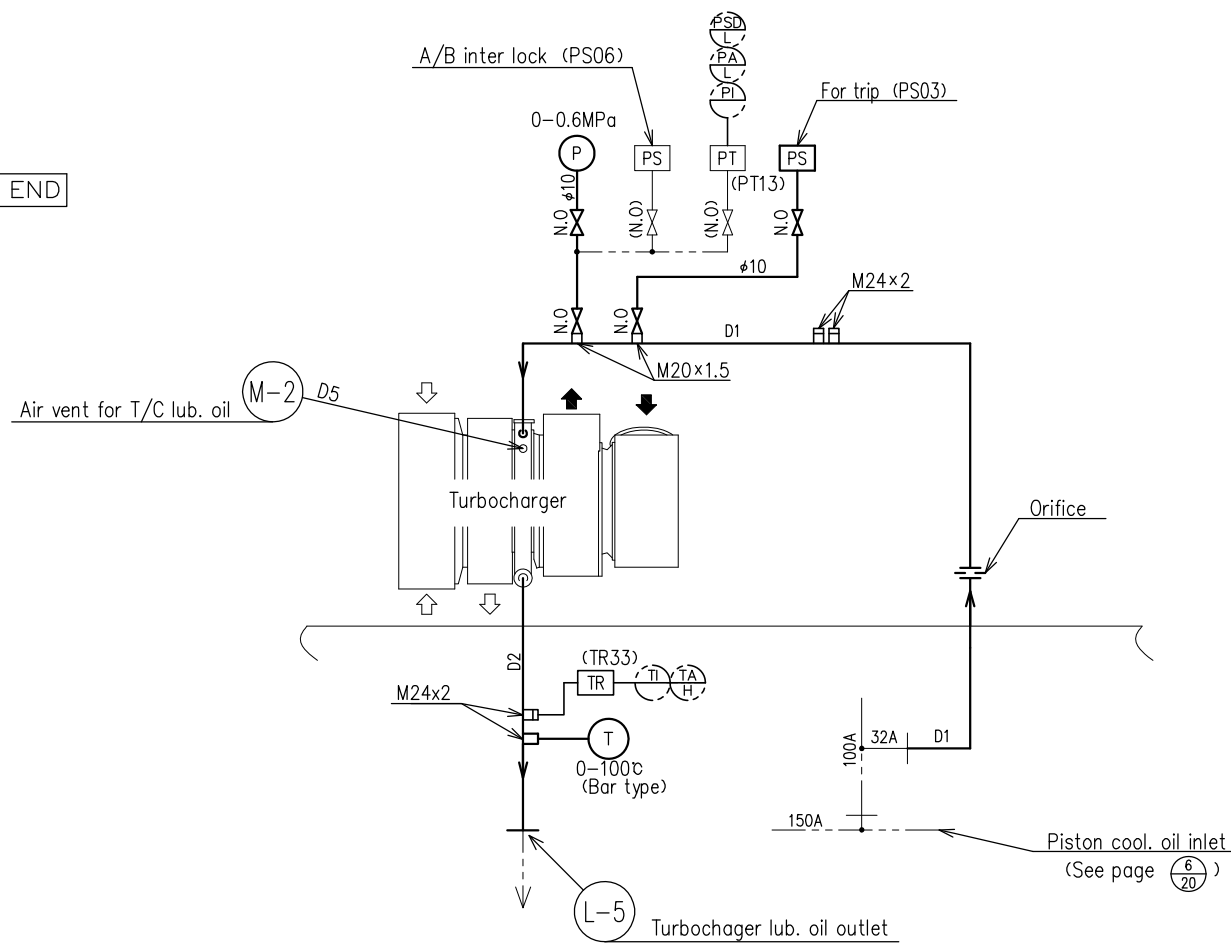 PSD
L
A/B inter lock (PS06)
PA
L
PI
For trip (PS03)
0-0.6MPa
P
PS
PT
PS
(PT13)
END
φ10
N.O
(N.O)
(N.O)
N.O
φ10
M24×2
N.O
N.O
D1
M20×1.5
M-2
D5
Air vent for T/C lub. oil
Turbocharger
Orifice
D2
(TR33)
TR
TI
TA
H
M24x2
T
0-100℃
(Bar type)
100A
32A
D1
150A
Piston cool. oil inlet
(See page 6/20)
L-5
Turbochager lub. oil outlet